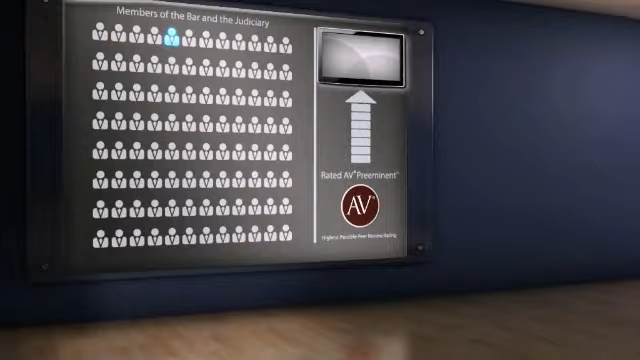 Members of the Bar and the Judiciary
Rated AV® Preeminent™
AV®
Highest Possible Peer Review Rating